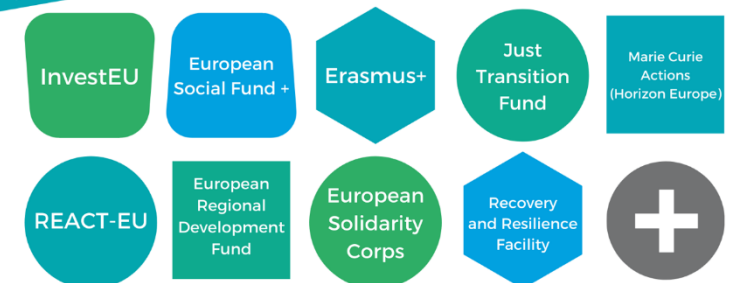 InvestEU
European
Social Fund +
Erasmus+
Just
Transition
Fund
Marie Curie
Actions
(Horizon Europe)
REACT-EU
European
Regional
Development
Fund
European
Solidarity
Corps
Recovery
and Resilience
Facility